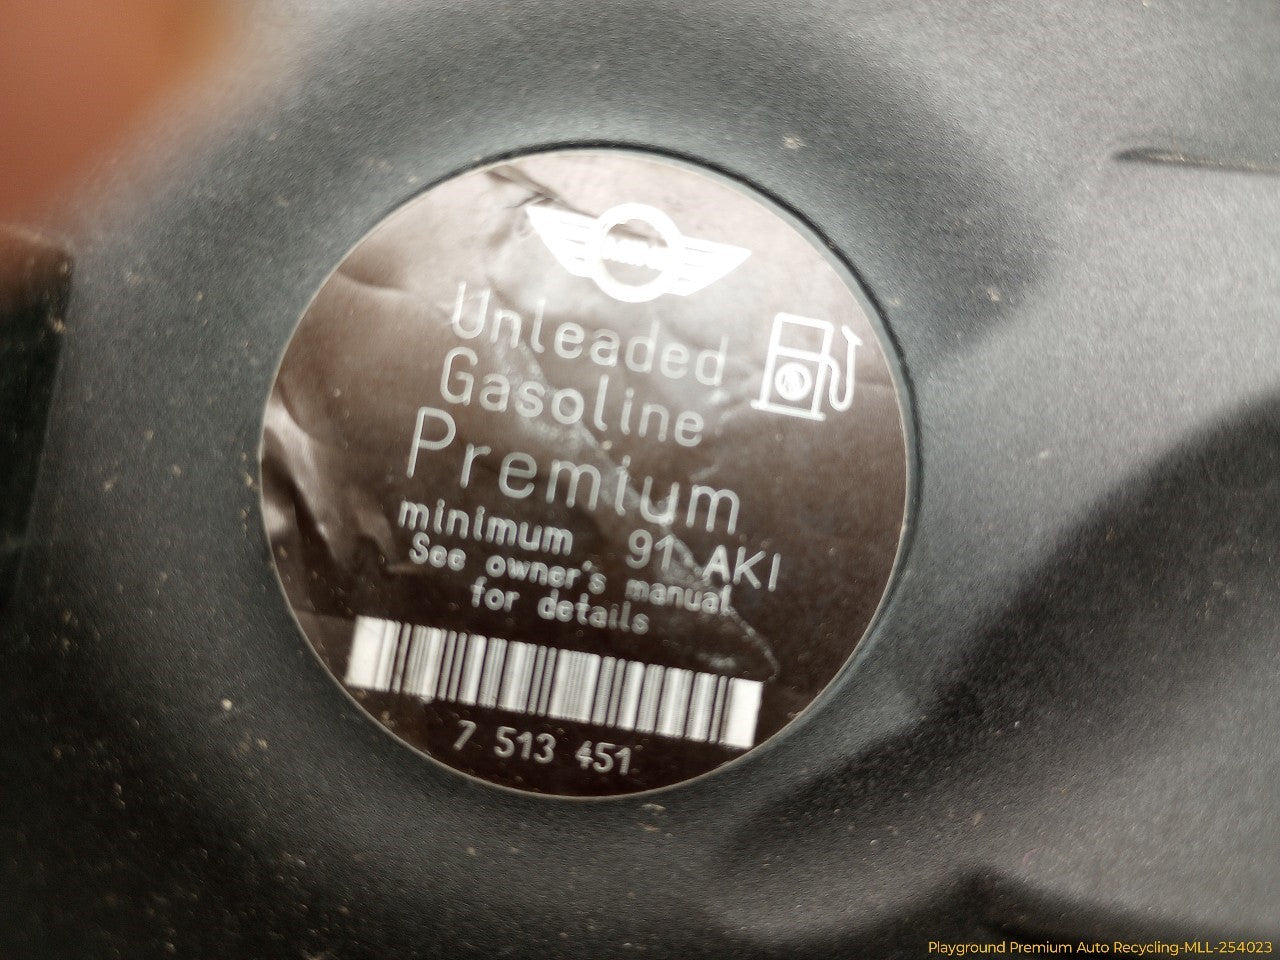 MINI
Unleaded
Gasoline
Premium
minimum 91 AKI
See owner's manual
for details
7 513 451
Playground Premium Auto Recycling-MLL-254023